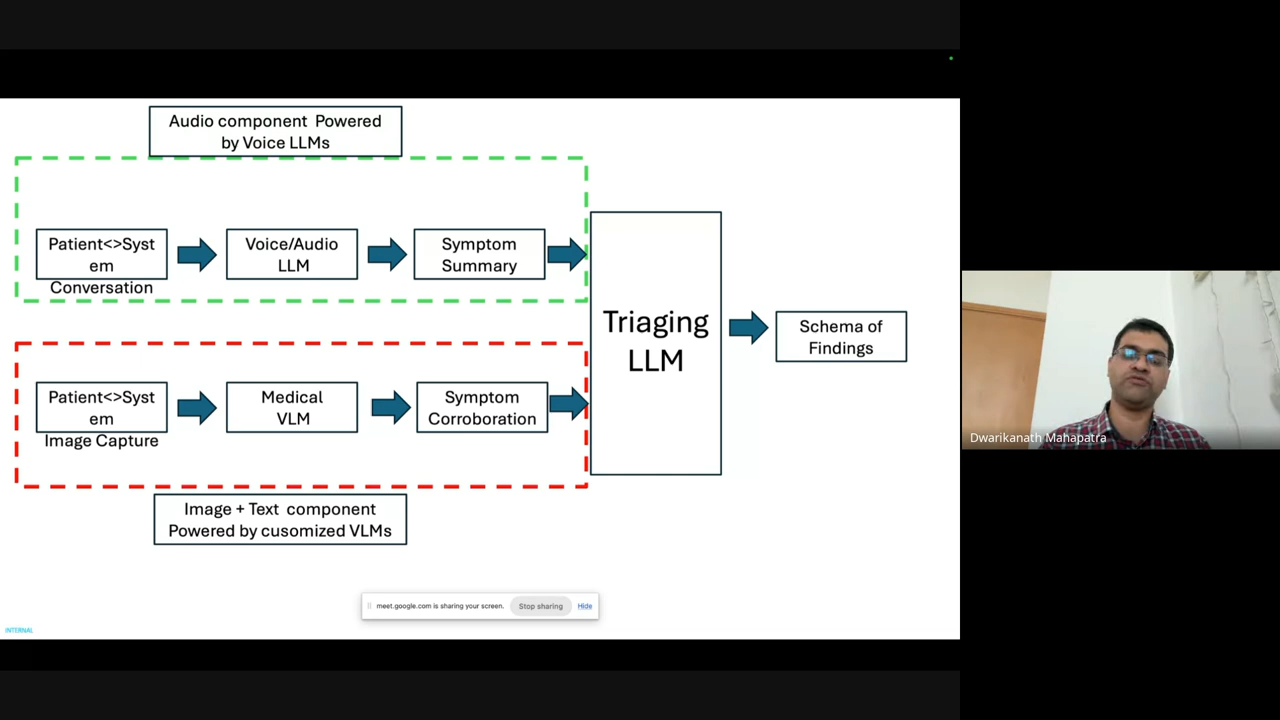 Audio component Powered
by Voice LLMs
Patient<>Syst
em
Conversation
Voice/Audio
LLM
Symptom
Summary
Patient<>Syst
em
Image Capture
Medical
VLM
Symptom
Corroboration
Triaging
LLM
Schema of
Findings
Image + Text component
Powered by cusomized VLMs
meet.google.com is sharing your screen.
Stop sharing
Hide
INTERNAL
Dwarikanath Mahapatra